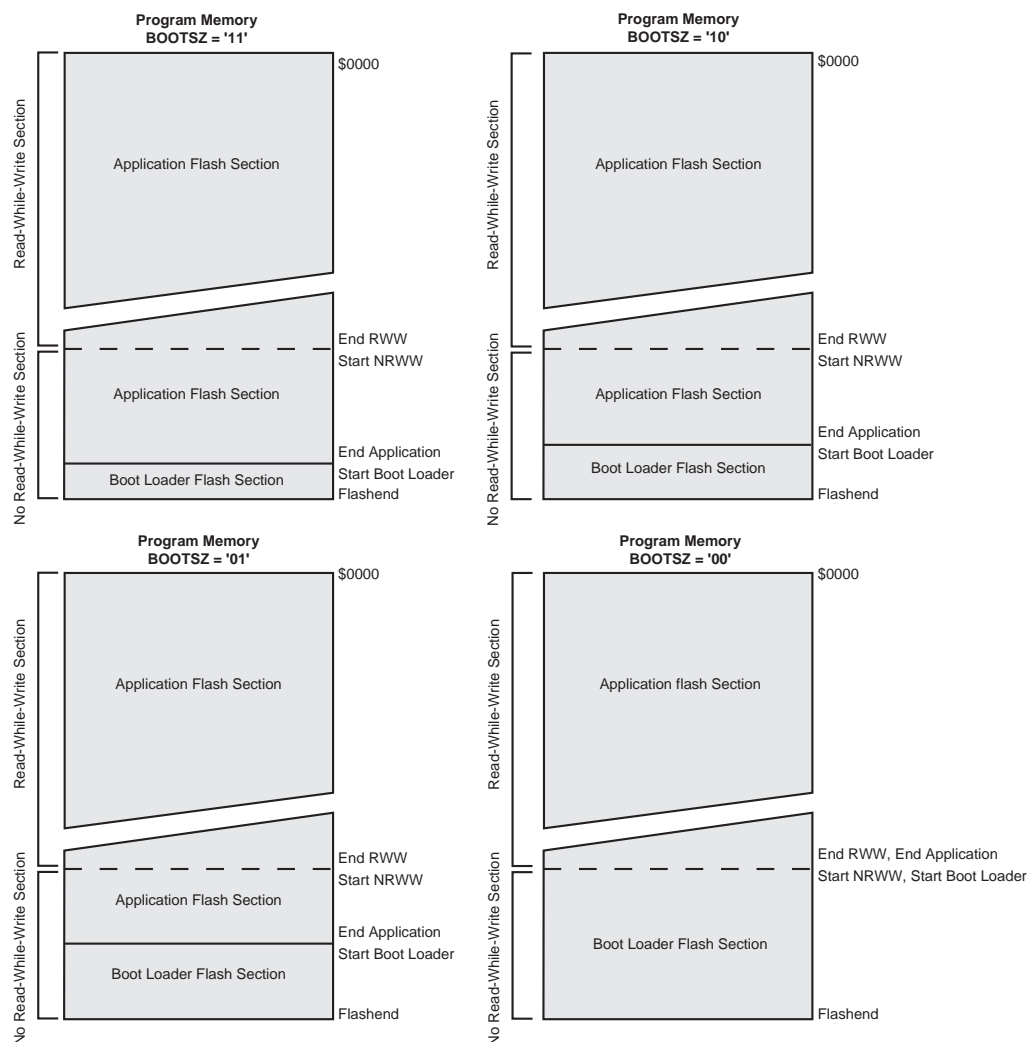 Program Memory
BOOTSZ = '11'
$0000
Read-While-Write Section
Application Flash Section
End RWW
Start NRWW
No Read-While-Write Section
Application Flash Section
End Application
Start Boot Loader
Boot Loader Flash Section
Flashend
Program Memory
BOOTSZ = '10'
$0000
Read-While-Write Section
Application Flash Section
End RWW
Start NRWW
No Read-While-Write Section
Application Flash Section
End Application
Start Boot Loader
Boot Loader Flash Section
Flashend
Program Memory
BOOTSZ = '01'
$0000
Read-While-Write Section
Application Flash Section
End RWW
Start NRWW
No Read-While-Write Section
Application Flash Section
End Application
Start Boot Loader
Boot Loader Flash Section
Flashend
Program Memory
BOOTSZ = '00'
$0000
Read-While-Write Section
Application flash Section
End RWW, End Application
Start NRWW, Start Boot Loader
No Read-While-Write Section
Boot Loader Flash Section
Flashend